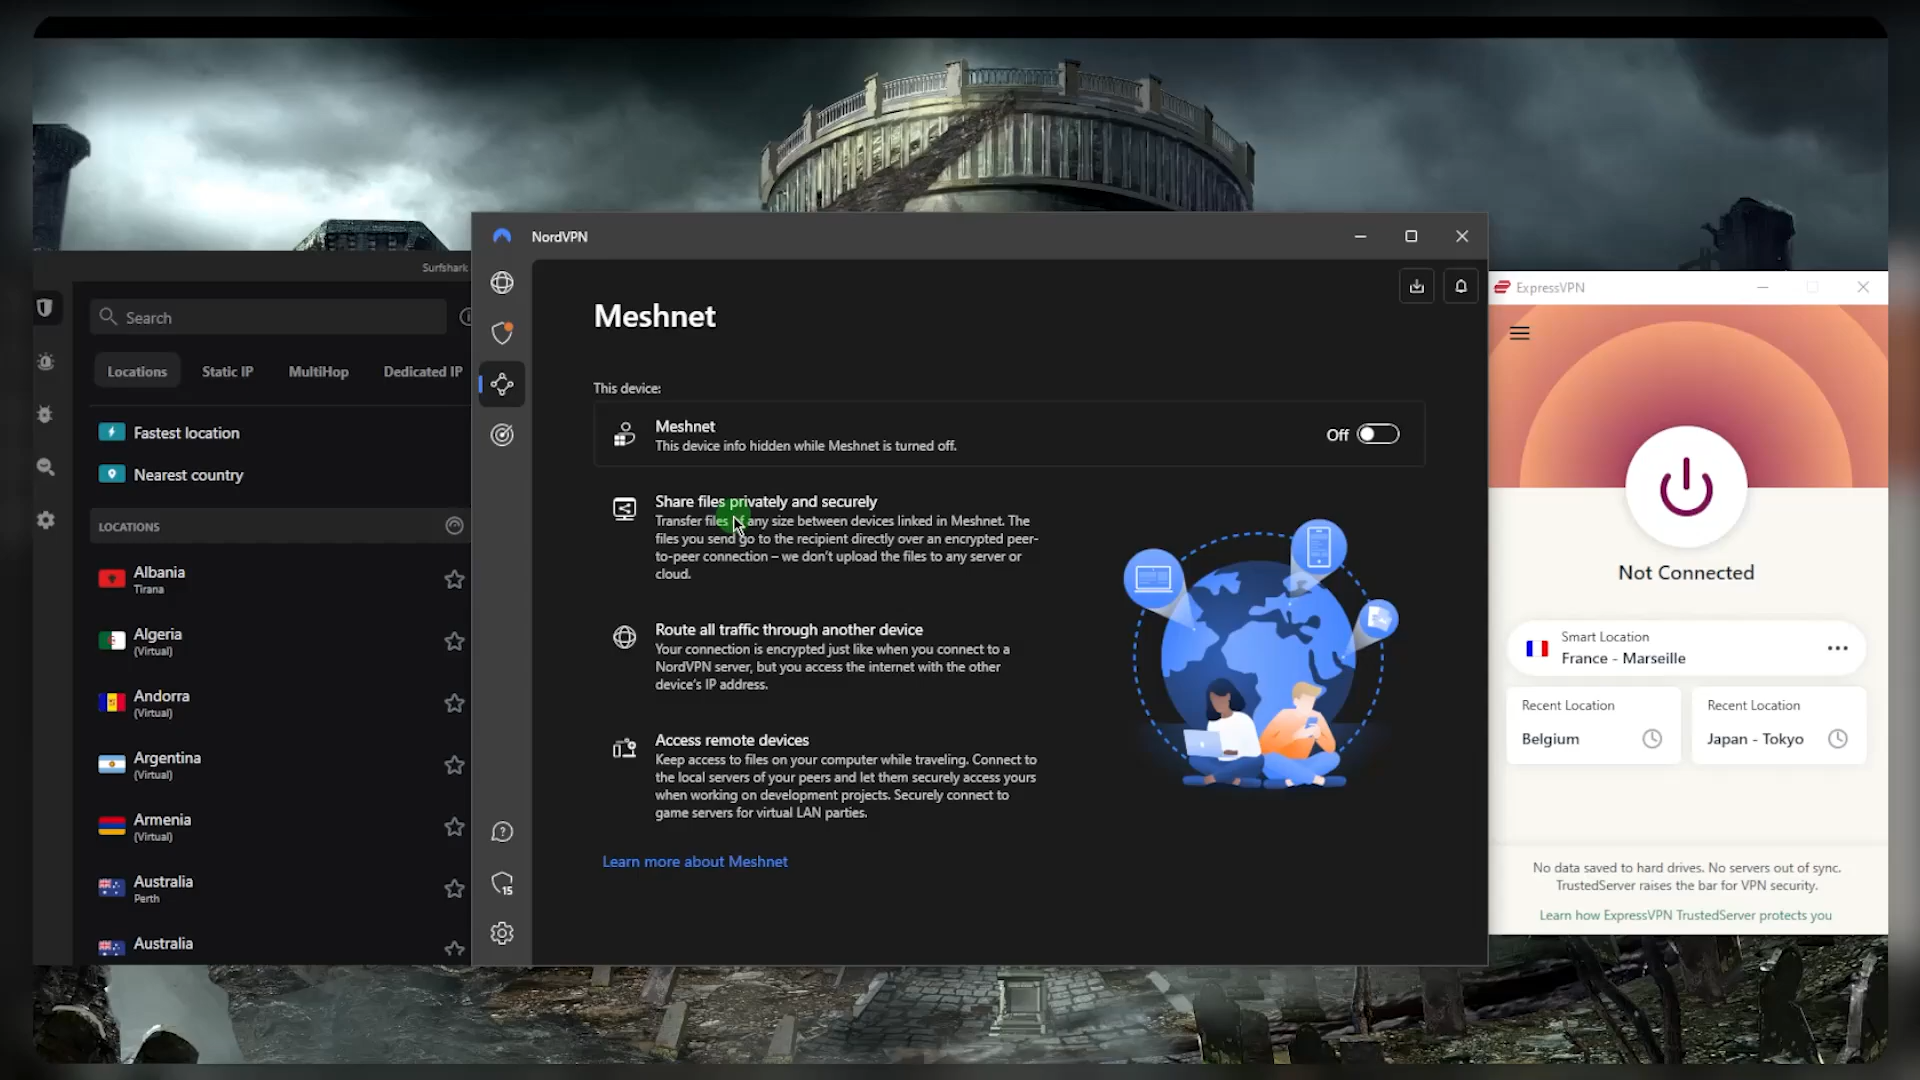 Surfshark
Search
Locations
Static IP
MultiHop
Dedicated IP
Fastest location
Nearest country
LOCATIONS
Albania
Tirana
Algeria
(Virtual)
Andorra
(Virtual)
Argentina
(Virtual)
Armenia
(Virtual)
Australia
Perth
Australia
NordVPN
15
Meshnet
This device:
Meshnet
This device info hidden while Meshnet is turned off.
Off
Share files privately and securely
Transfer files of any size between devices linked in Meshnet. The
files you send go to the recipient directly over an encrypted peer-
to-peer connection – we don't upload the files to any server or
cloud.
Route all traffic through another device
Your connection is encrypted just like when you connect to a
NordVPN server, but you access the internet with the other
device's IP address.
Access remote devices
Keep access to files on your computer while traveling. Connect to
the local servers of your peers and let them securely access yours
when working on development projects. Securely connect to
game servers for virtual LAN parties.
Learn more about Meshnet
ExpressVPN
Not Connected
Smart Location
France - Marseille
Recent Location
Belgium
Recent Location
Japan - Tokyo
No data saved to hard drives. No servers out of sync.
TrustedServer raises the bar for VPN security.
Learn how ExpressVPN TrustedServer protects you